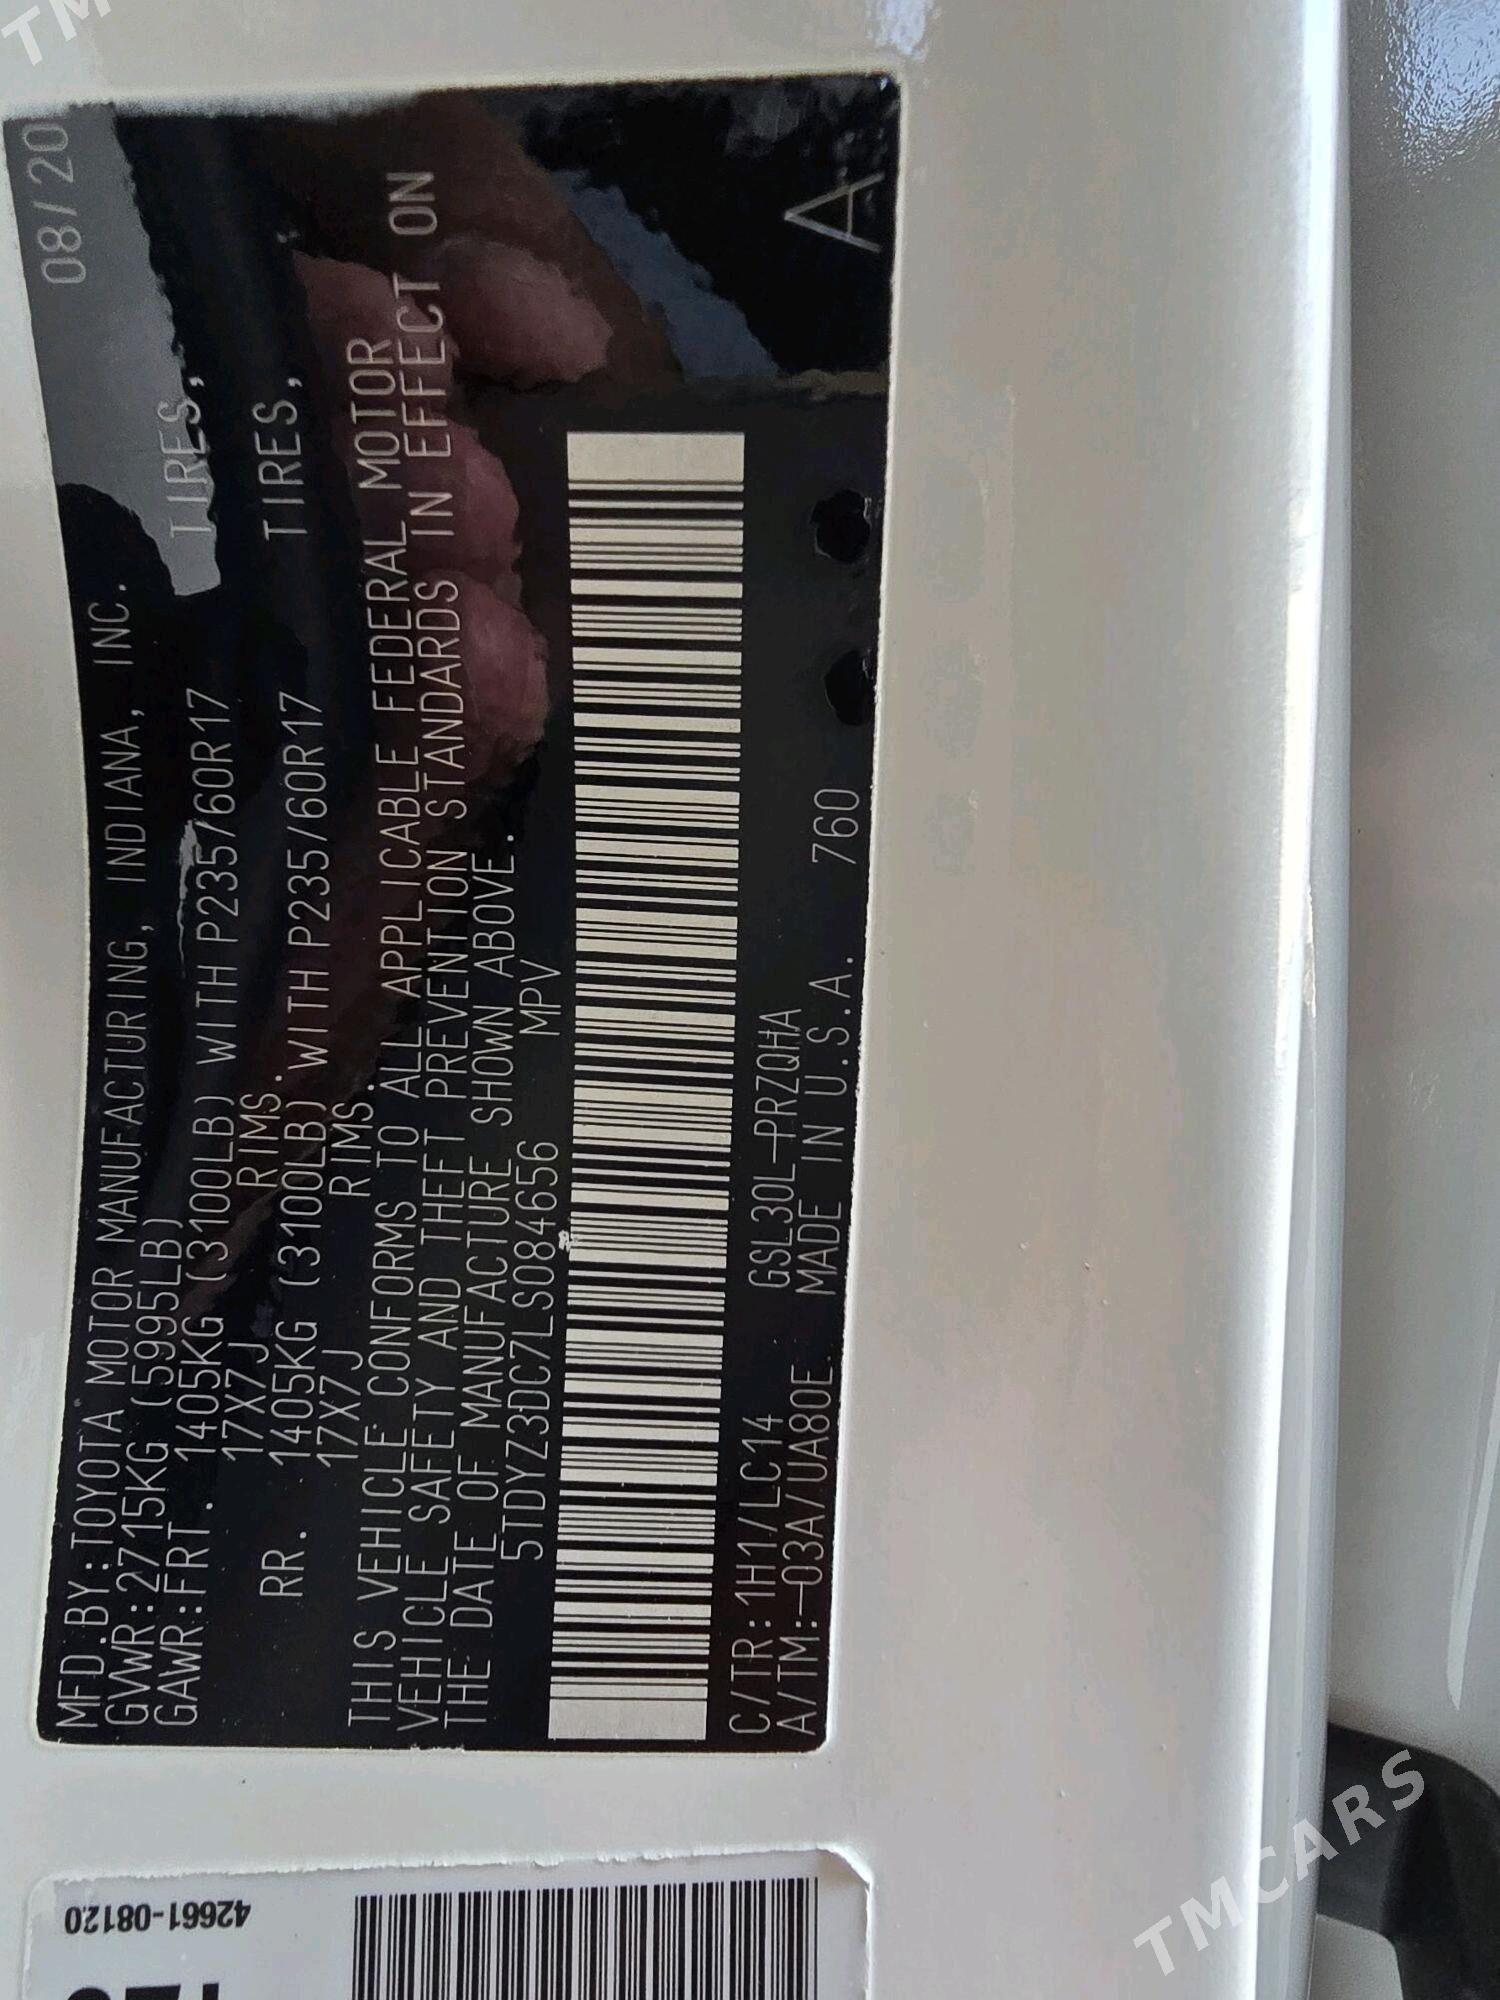 MFD.BY:TOYOTA MOTOR MANUFACTURING, INDIANA, INC. 08/20
GVWR:2715KG (5995LB)
GAWR:FRT. 1405KG (3100LB) WITH P235/60R17 TIRES,
17X7J RIMS.
RR. 1405KG (3100LB) WITH P235/60R17 TIRES,
17X7J RIMS.
THIS VEHICLE CONFORMS TO ALL APPLICABLE FEDERAL MOTOR
VEHICLE SAFETY AND THEFT PREVENTION STANDARDS IN EFFECT ON
THE DATE OF MANUFACTURE SHOWN ABOVE.
5TDYZ3DC7LS084656 MPV
C/TR:1H1/LC14 GSL30L-PRZQHA
A/TM:-03A/UA80E MADE IN U.S.A. 760
A
42661-08120
TMCARS